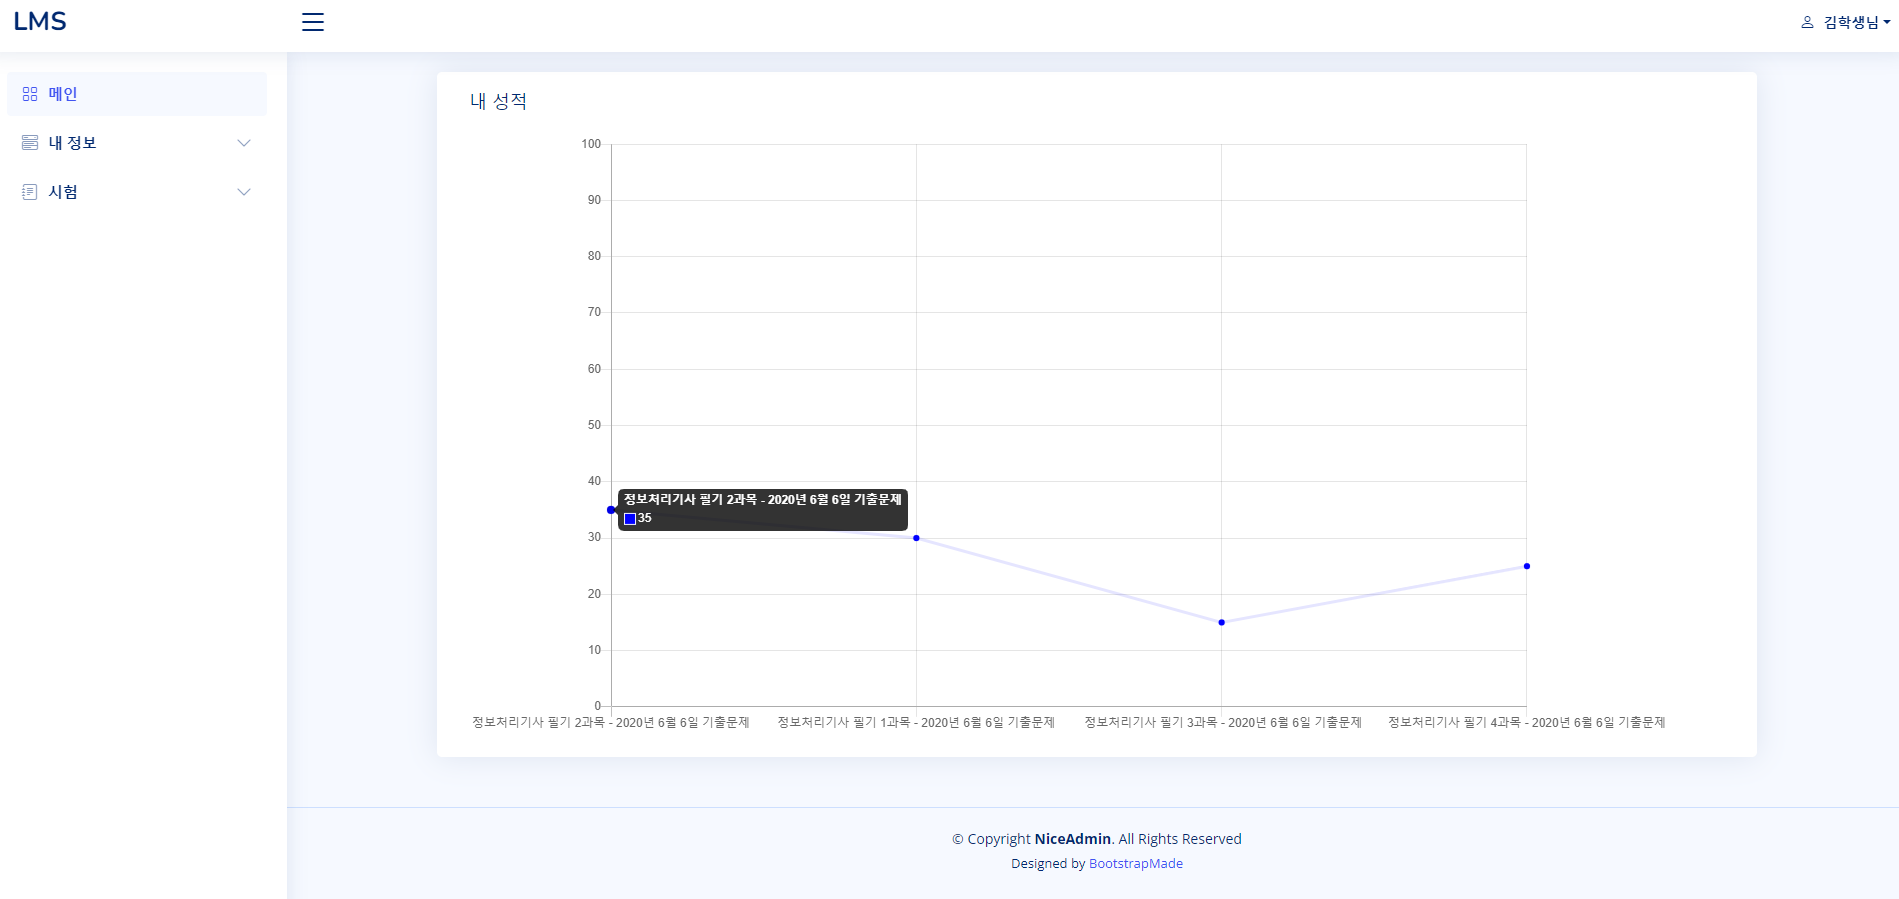 LMS
김학생님
메인
내 정보
시험
내 성적
100
90
80
70
60
50
40
정보처리기사 필기 2과목 - 2020년 6월 6일 기출문제
35
30
20
10
0
정보처리기사 필기 2과목 - 2020년 6월 6일 기출문제
정보처리기사 필기 1과목 - 2020년 6월 6일 기출문제
정보처리기사 필기 3과목 - 2020년 6월 6일 기출문제
정보처리기사 필기 4과목 - 2020년 6월 6일 기출문제
© Copyright NiceAdmin. All Rights Reserved
Designed by BootstrapMade